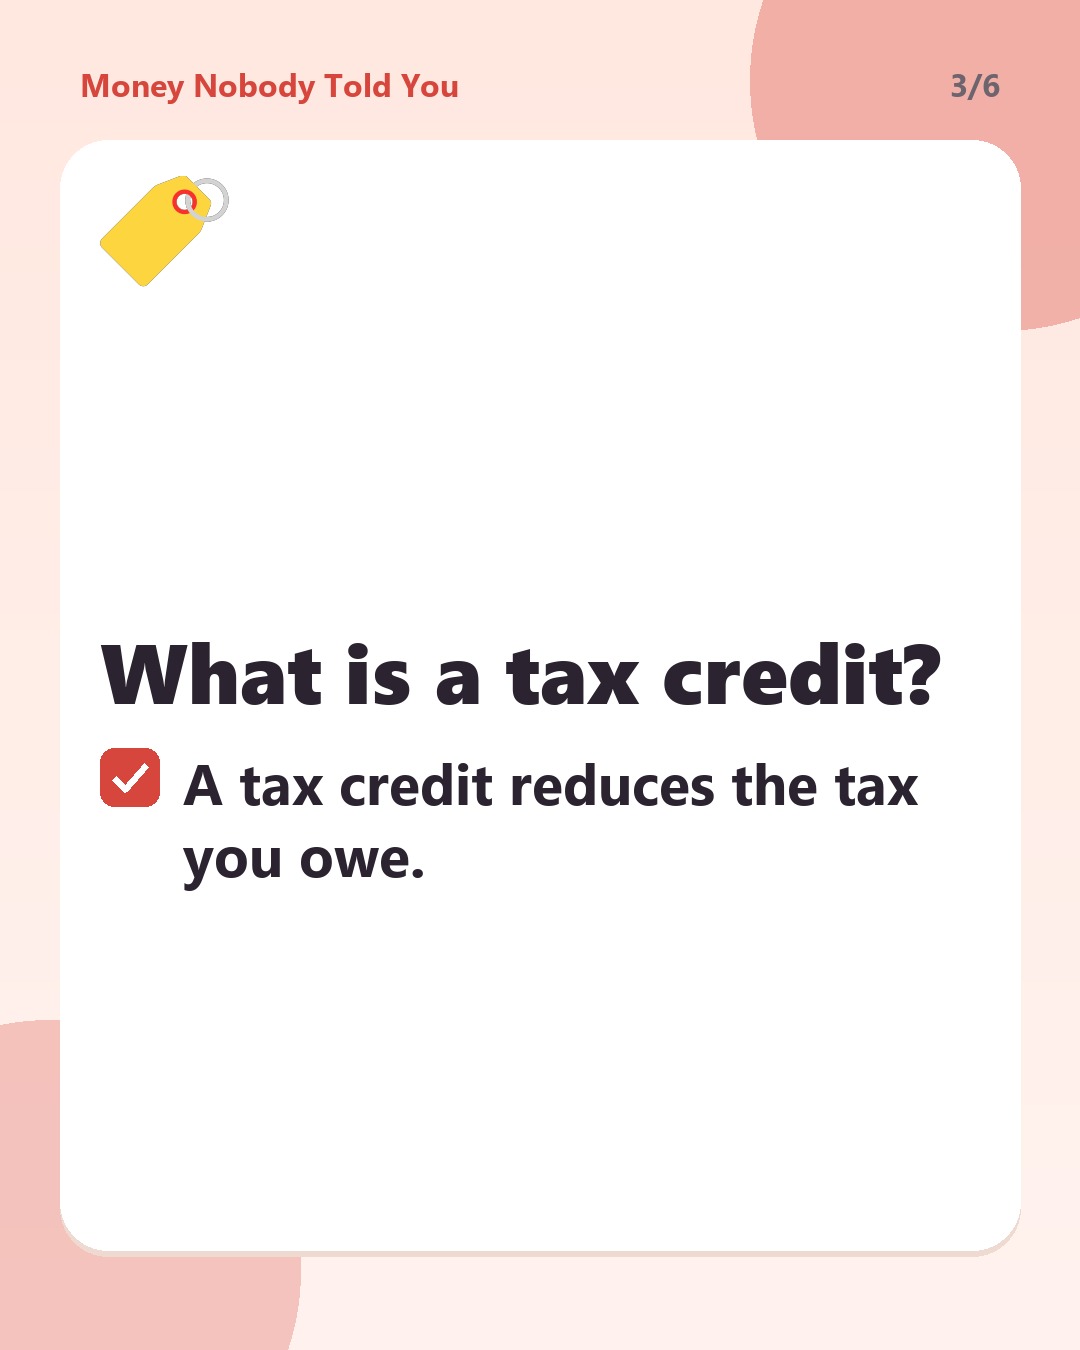 Money Nobody Told You
3/6
What is a tax credit?
A tax credit reduces the tax
you owe.